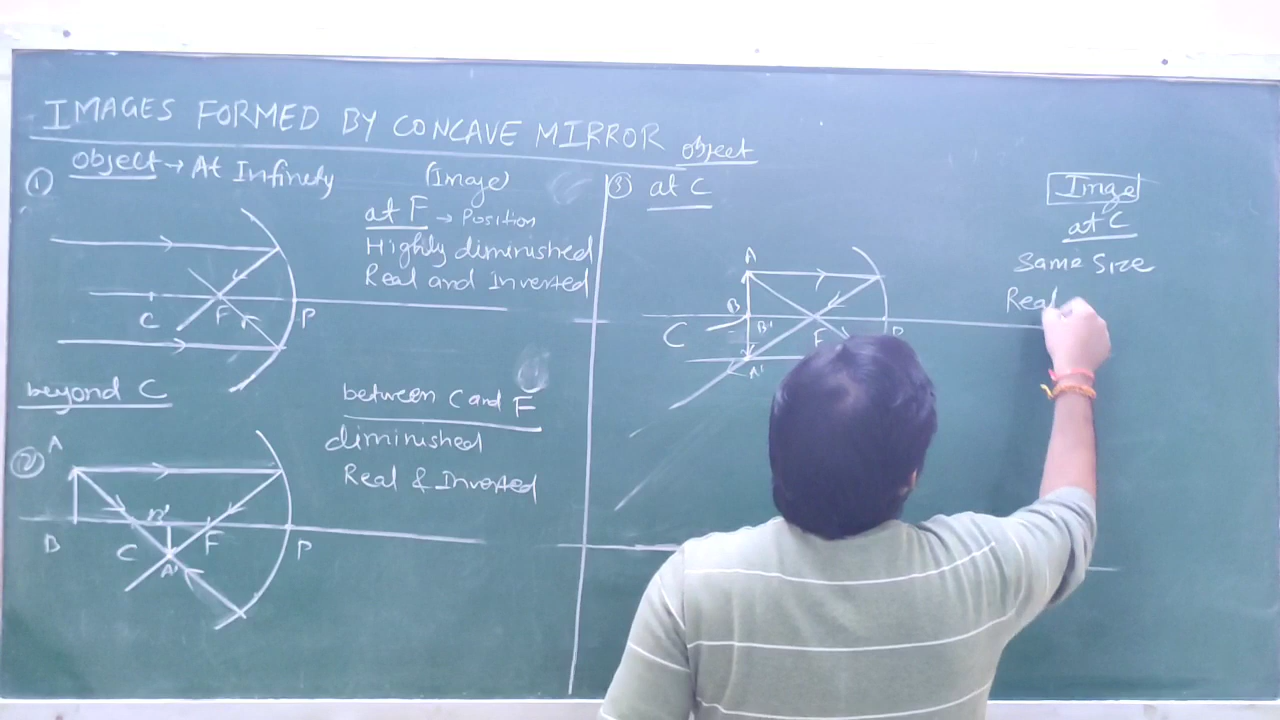 IMAGES FORMED BY CONCAVE MIRROR
① object → At Infinity
(Image)
at F → Position
Highly diminished
Real and Inverted
C F P
beyond C
between C and F
diminished
Real & Inverted
②
A
B'
B C F P
A'
object
③ at C
Image
at C
Same Size
Real
A
B
C B' F P
A'